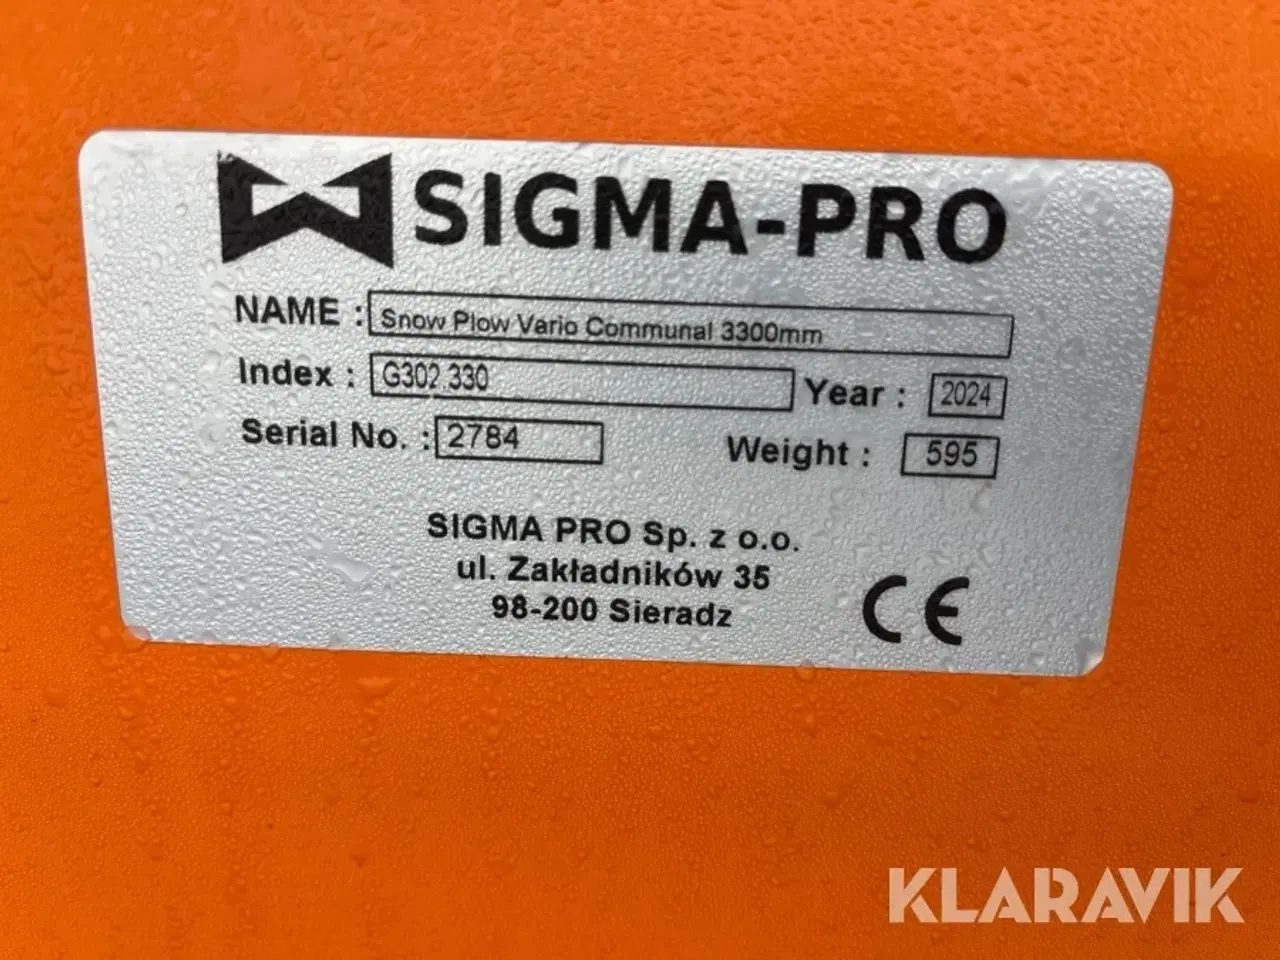 SIGMA-PRO
NAME : Snow Plow Vario Communal 3300mm
Index : G302.330 Year : 2024
Serial No. : 2784 Weight : 595
SIGMA PRO Sp. z o.o.
ul. Zakładników 35
98-200 Sieradz
CE
KLARAVIK